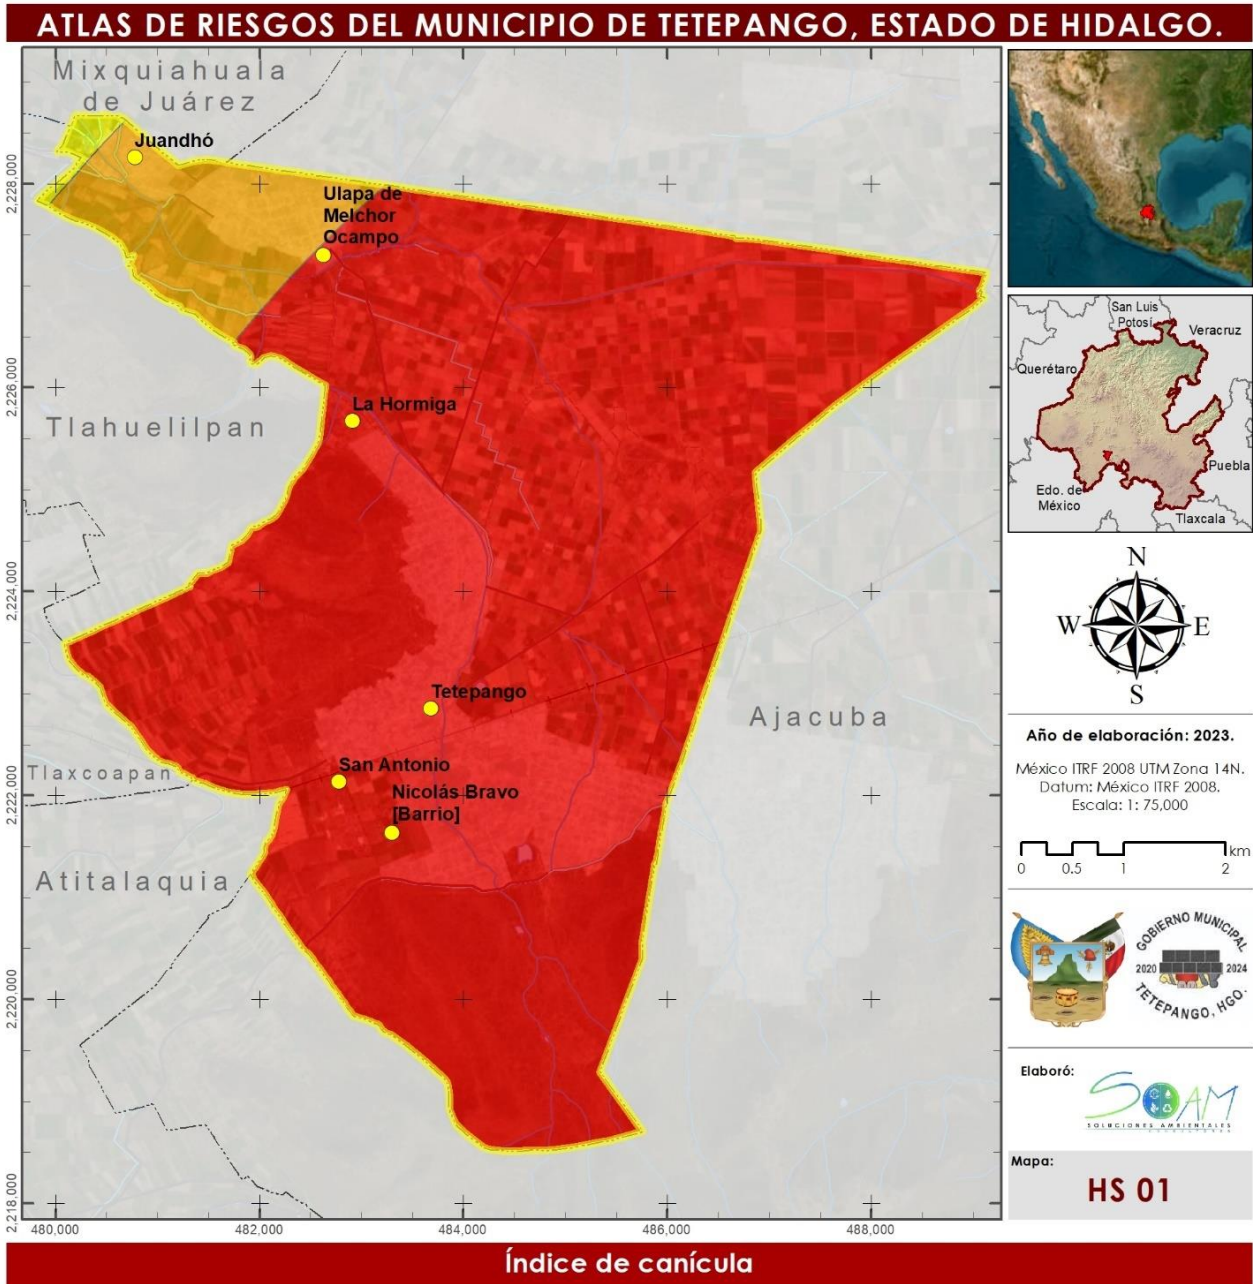 ATLAS DE RIESGOS DEL MUNICIPIO DE TETEPANGO, ESTADO DE HIDALGO.
Mixquiahuala
de Juárez
Juandhó
Ulapa de
Melchor
Ocampo
La Hormiga
Tlahuelilpan
Tetepango
Ajacuba
San Antonio
Tlaxcoapan
Nicolás Bravo
[Barrio]
Atitalaquia
2,228,000
2,226,000
2,224,000
2,222,000
2,220,000
2,218,000
480,000
482,000
484,000
486,000
488,000
San Luis
Potosí
Veracruz
Querétaro
Puebla
Edo. de
México
Tlaxcala
N
W
E
S
Año de elaboración: 2023.
México ITRF 2008 UTM Zona 14N.
Datum: México ITRF 2008.
Escala: 1: 75,000
km
0 0.5 1 2
GOBIERNO MUNICIPAL
2020 2024
TETEPANGO, HGO.
Elaboró:
SOAM
SOLUCIONES AMBIENTALES
Mapa:
HS 01
Índice de canícula